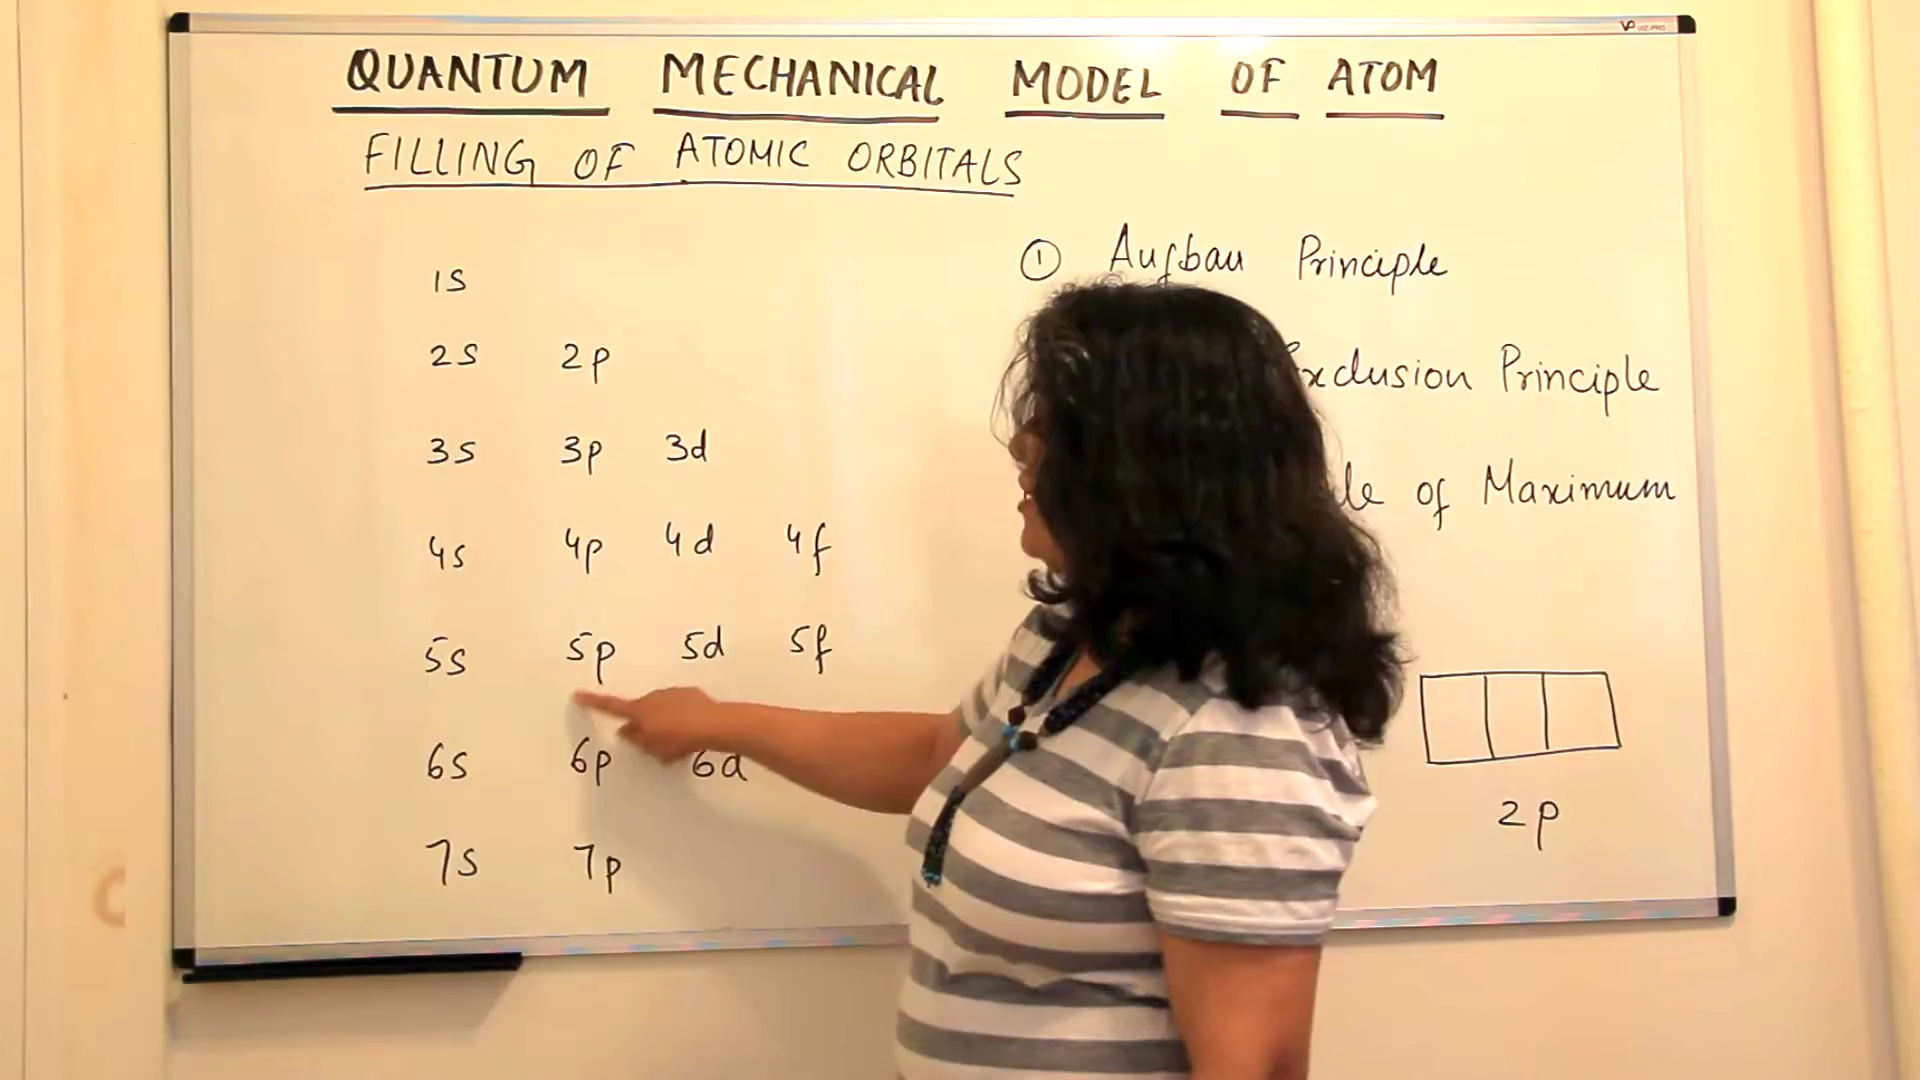 QUANTUM MECHANICAL MODEL OF ATOM
FILLING OF ATOMIC ORBITALS
1s
2s 2p
3s 3p 3d
4s 4p 4d 4f
5s 5p 5d 5f
6s 6p 6d
7s 7p
① Aufbau Principle
Exclusion Principle
of Maximum
2p